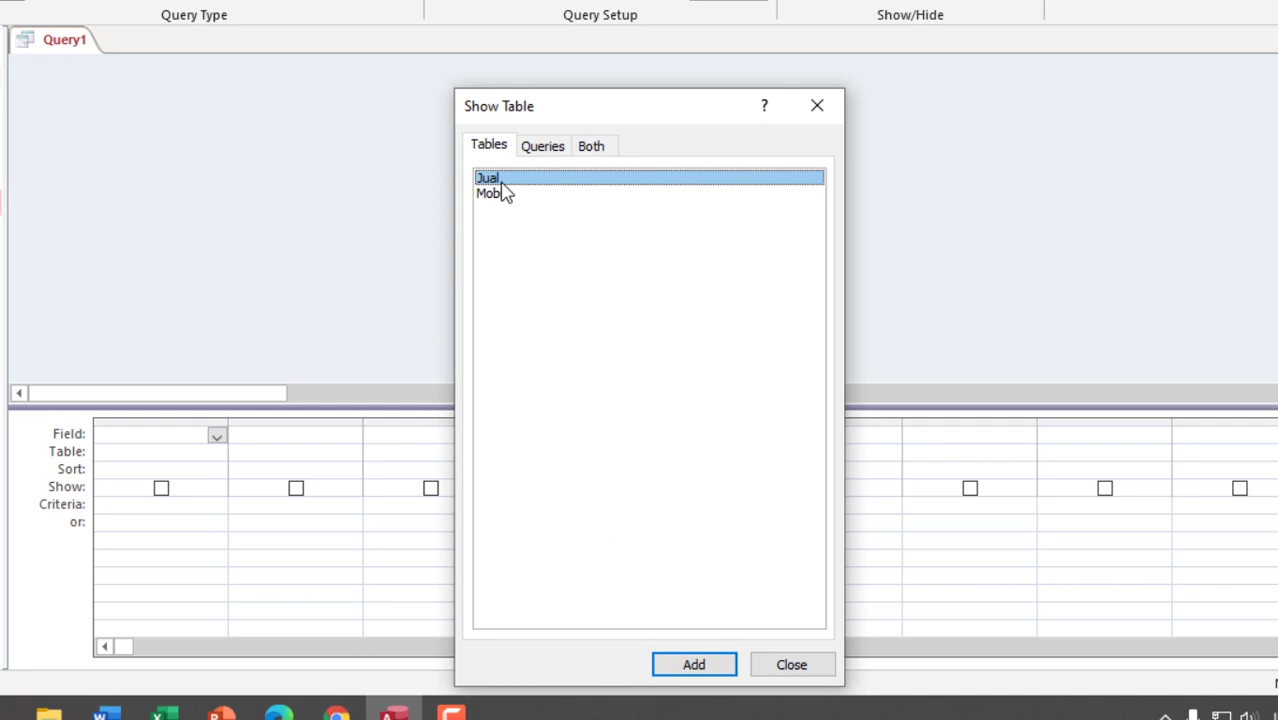 Query Type
Query Setup
Show/Hide
Query1
Show Table
?
Tables
Queries
Both
Jual
Field:
Table:
Sort:
Show:
Criteria:
or:
Add
Close